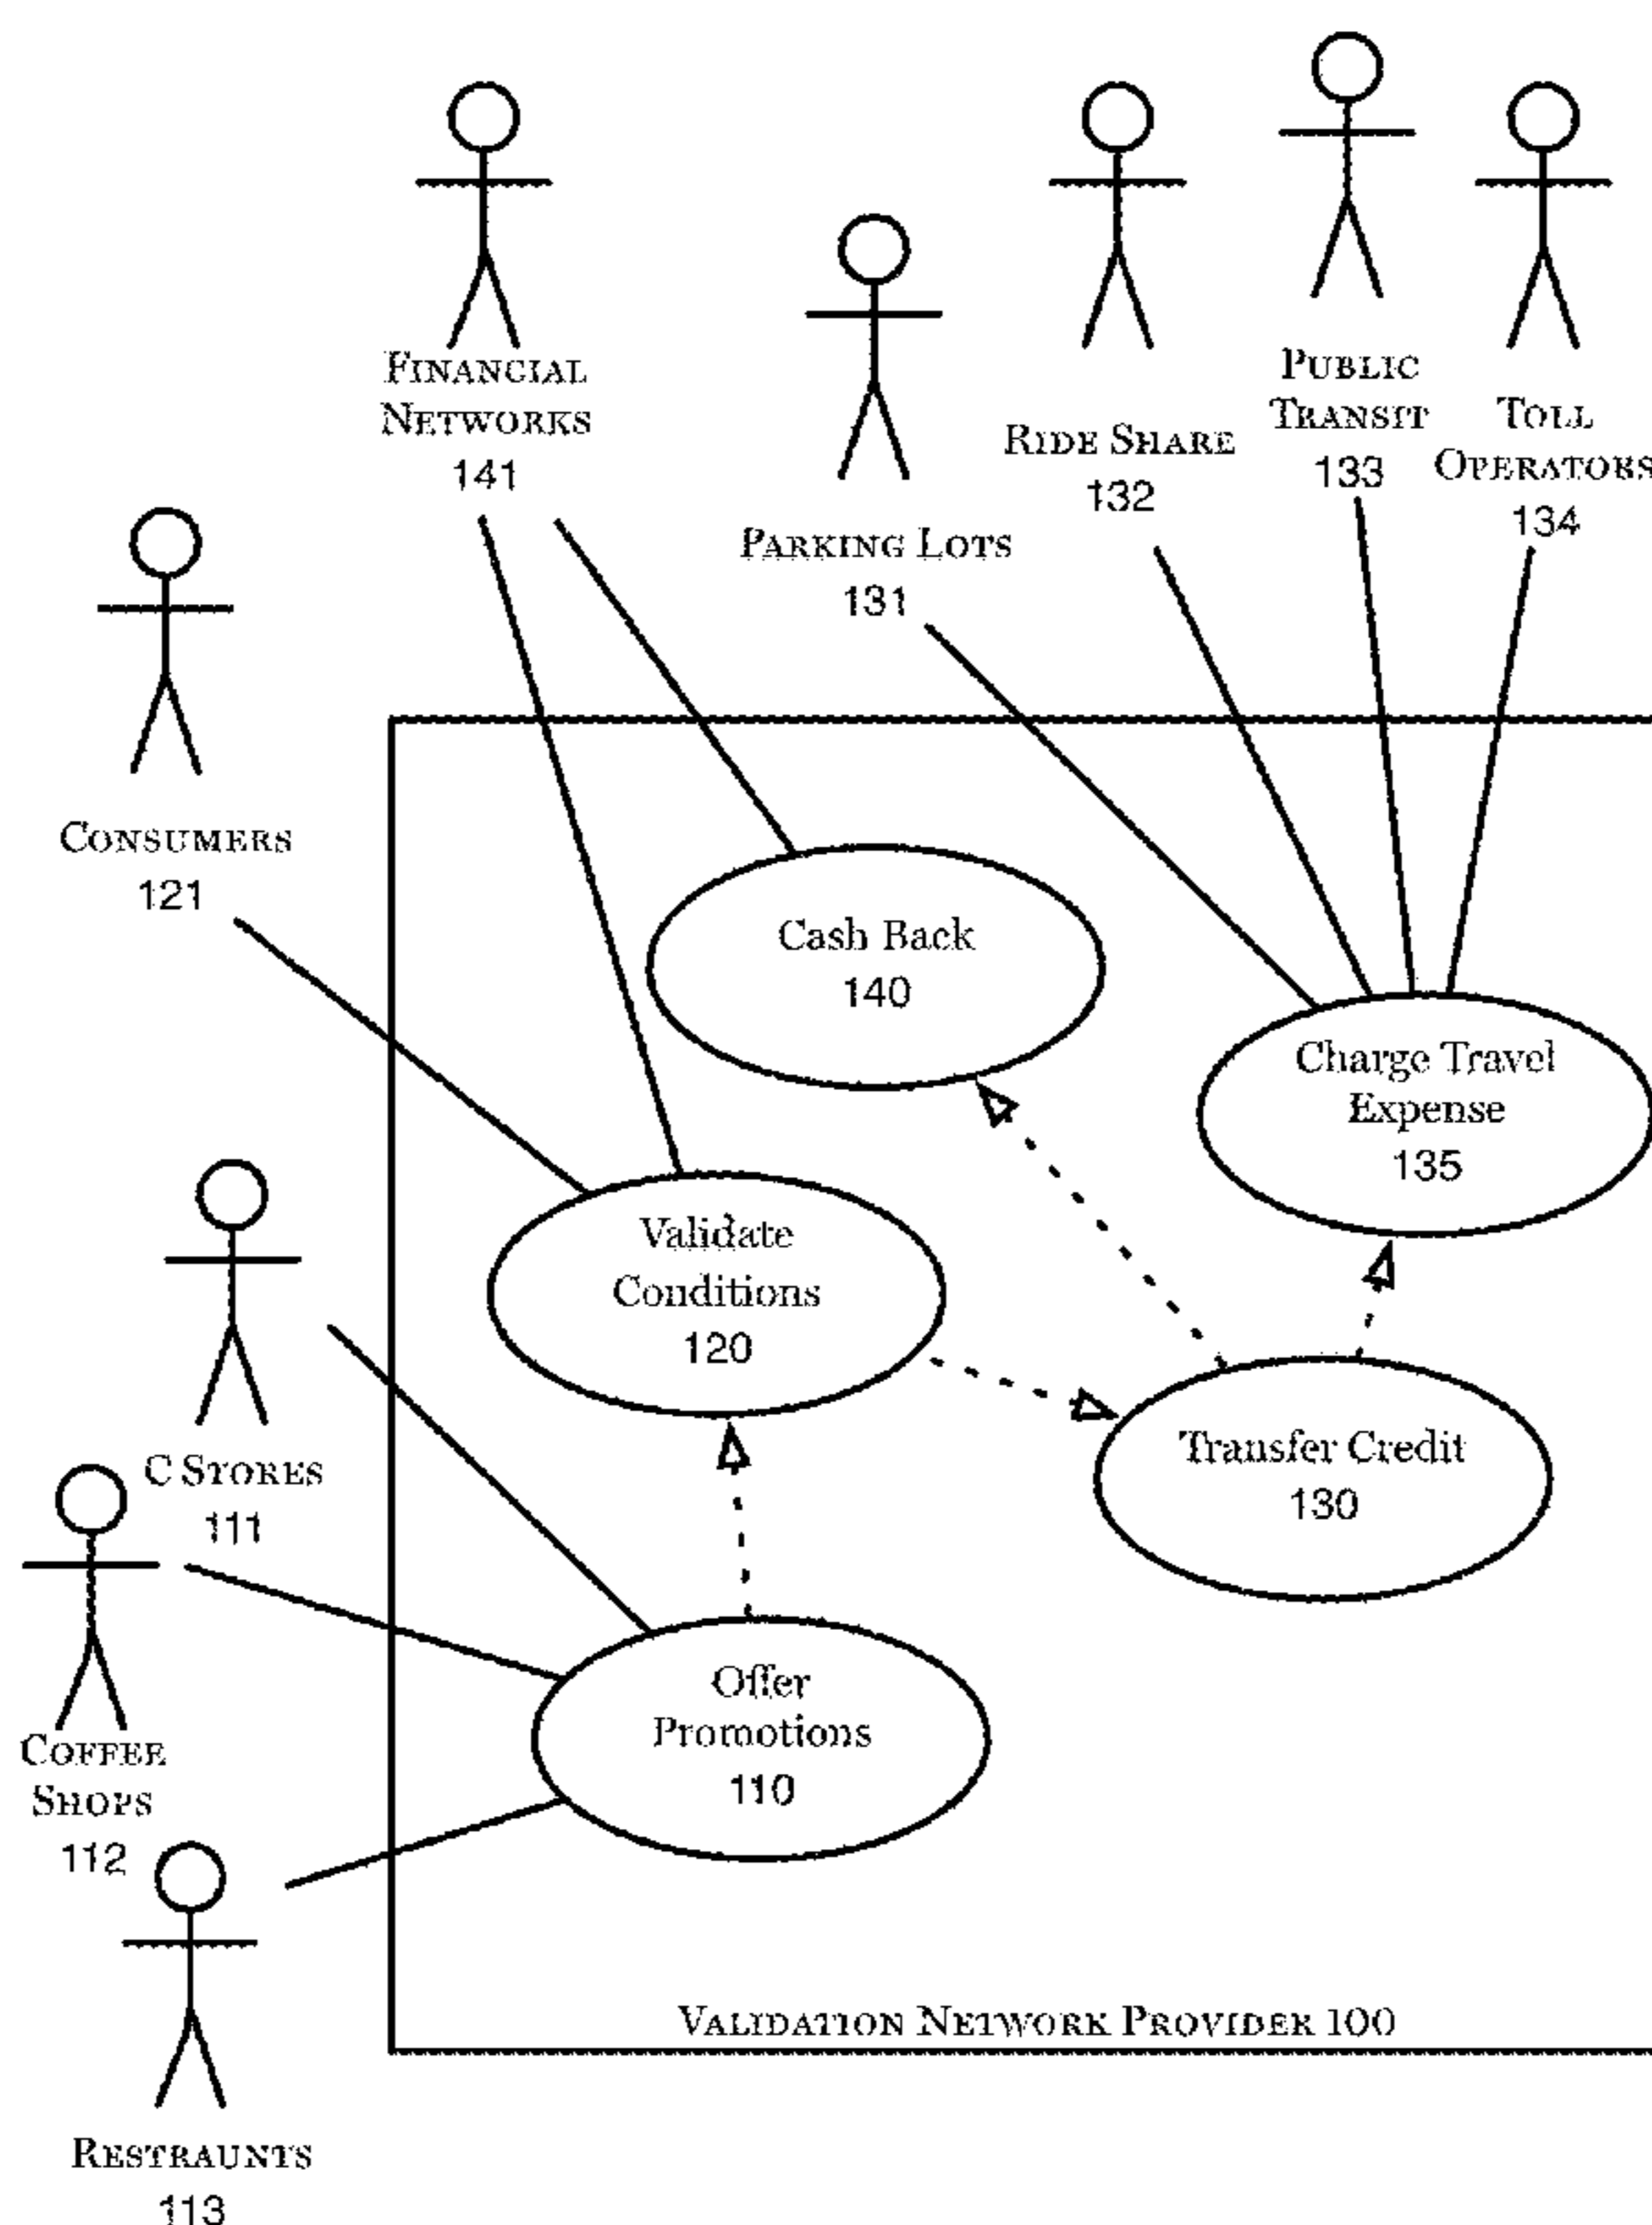 FINANCIAL
NETWORKS
141
PARKING LOTS
131
RIDE SHARE
132
PUBLIC
TRANSIT
133
TOLL
OPERATORS
134
CONSUMERS
121
Cash Back
140
Charge Travel
Expense
135
Validate
Conditions
120
Transfer Credit
130
C STORES
111
COFFEE
SHOPS
112
Offer
Promotions
110
RESTRAUNTS
113
VALIDATION NETWORK PROVIDER 100